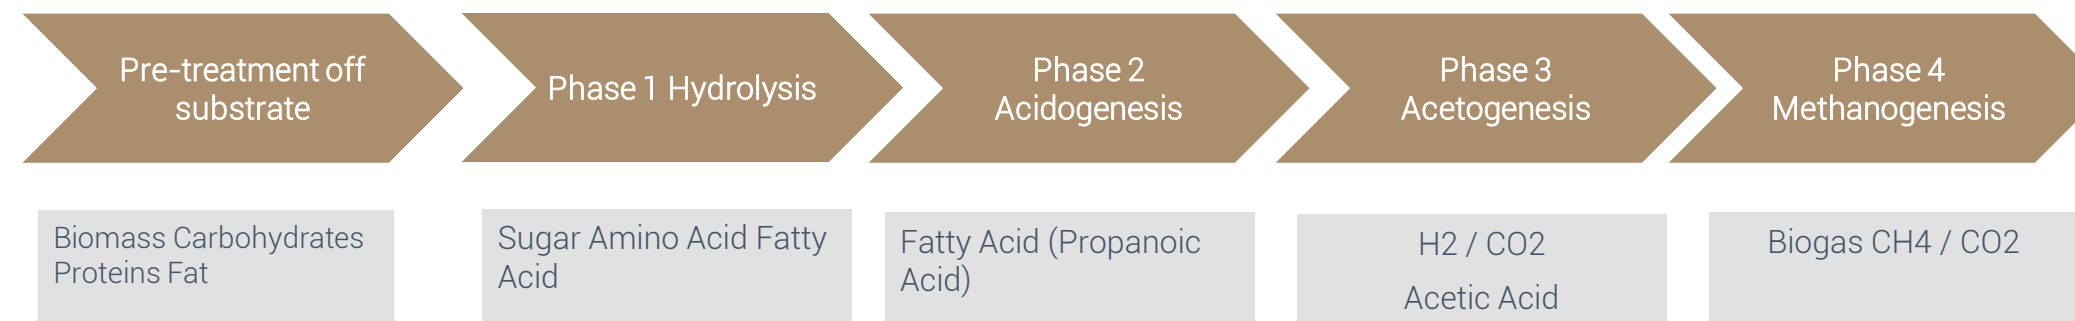 Pre-treatment off
substrate
Phase 1 Hydrolysis
Phase 2
Acidogenesis
Phase 3
Acetogenesis
Phase 4
Methanogenesis
Biomass Carbohydrates
Proteins Fat
Sugar Amino Acid Fatty
Acid
Fatty Acid (Propanoic
Acid)
H2 / CO2
Acetic Acid
Biogas CH4 / CO2